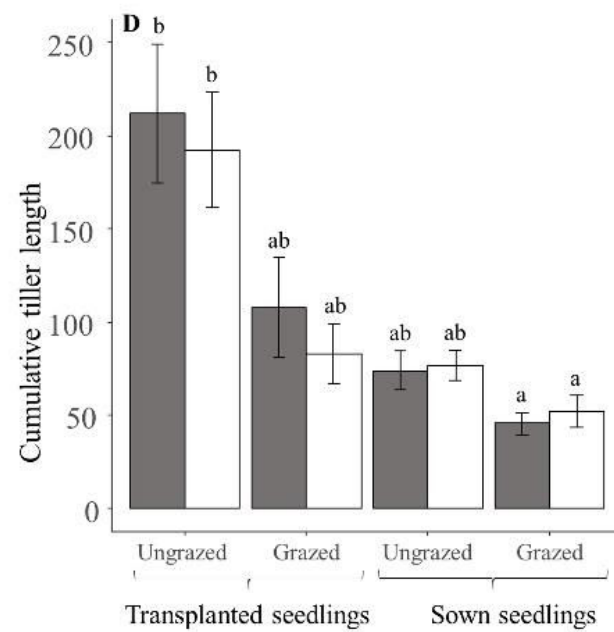 D
Cumulative tiller length
250
200
150
100
50
0
b
b
ab
ab
ab
ab
a
a
Ungrazed
Grazed
Ungrazed
Grazed
Transplanted seedlings
Sown seedlings